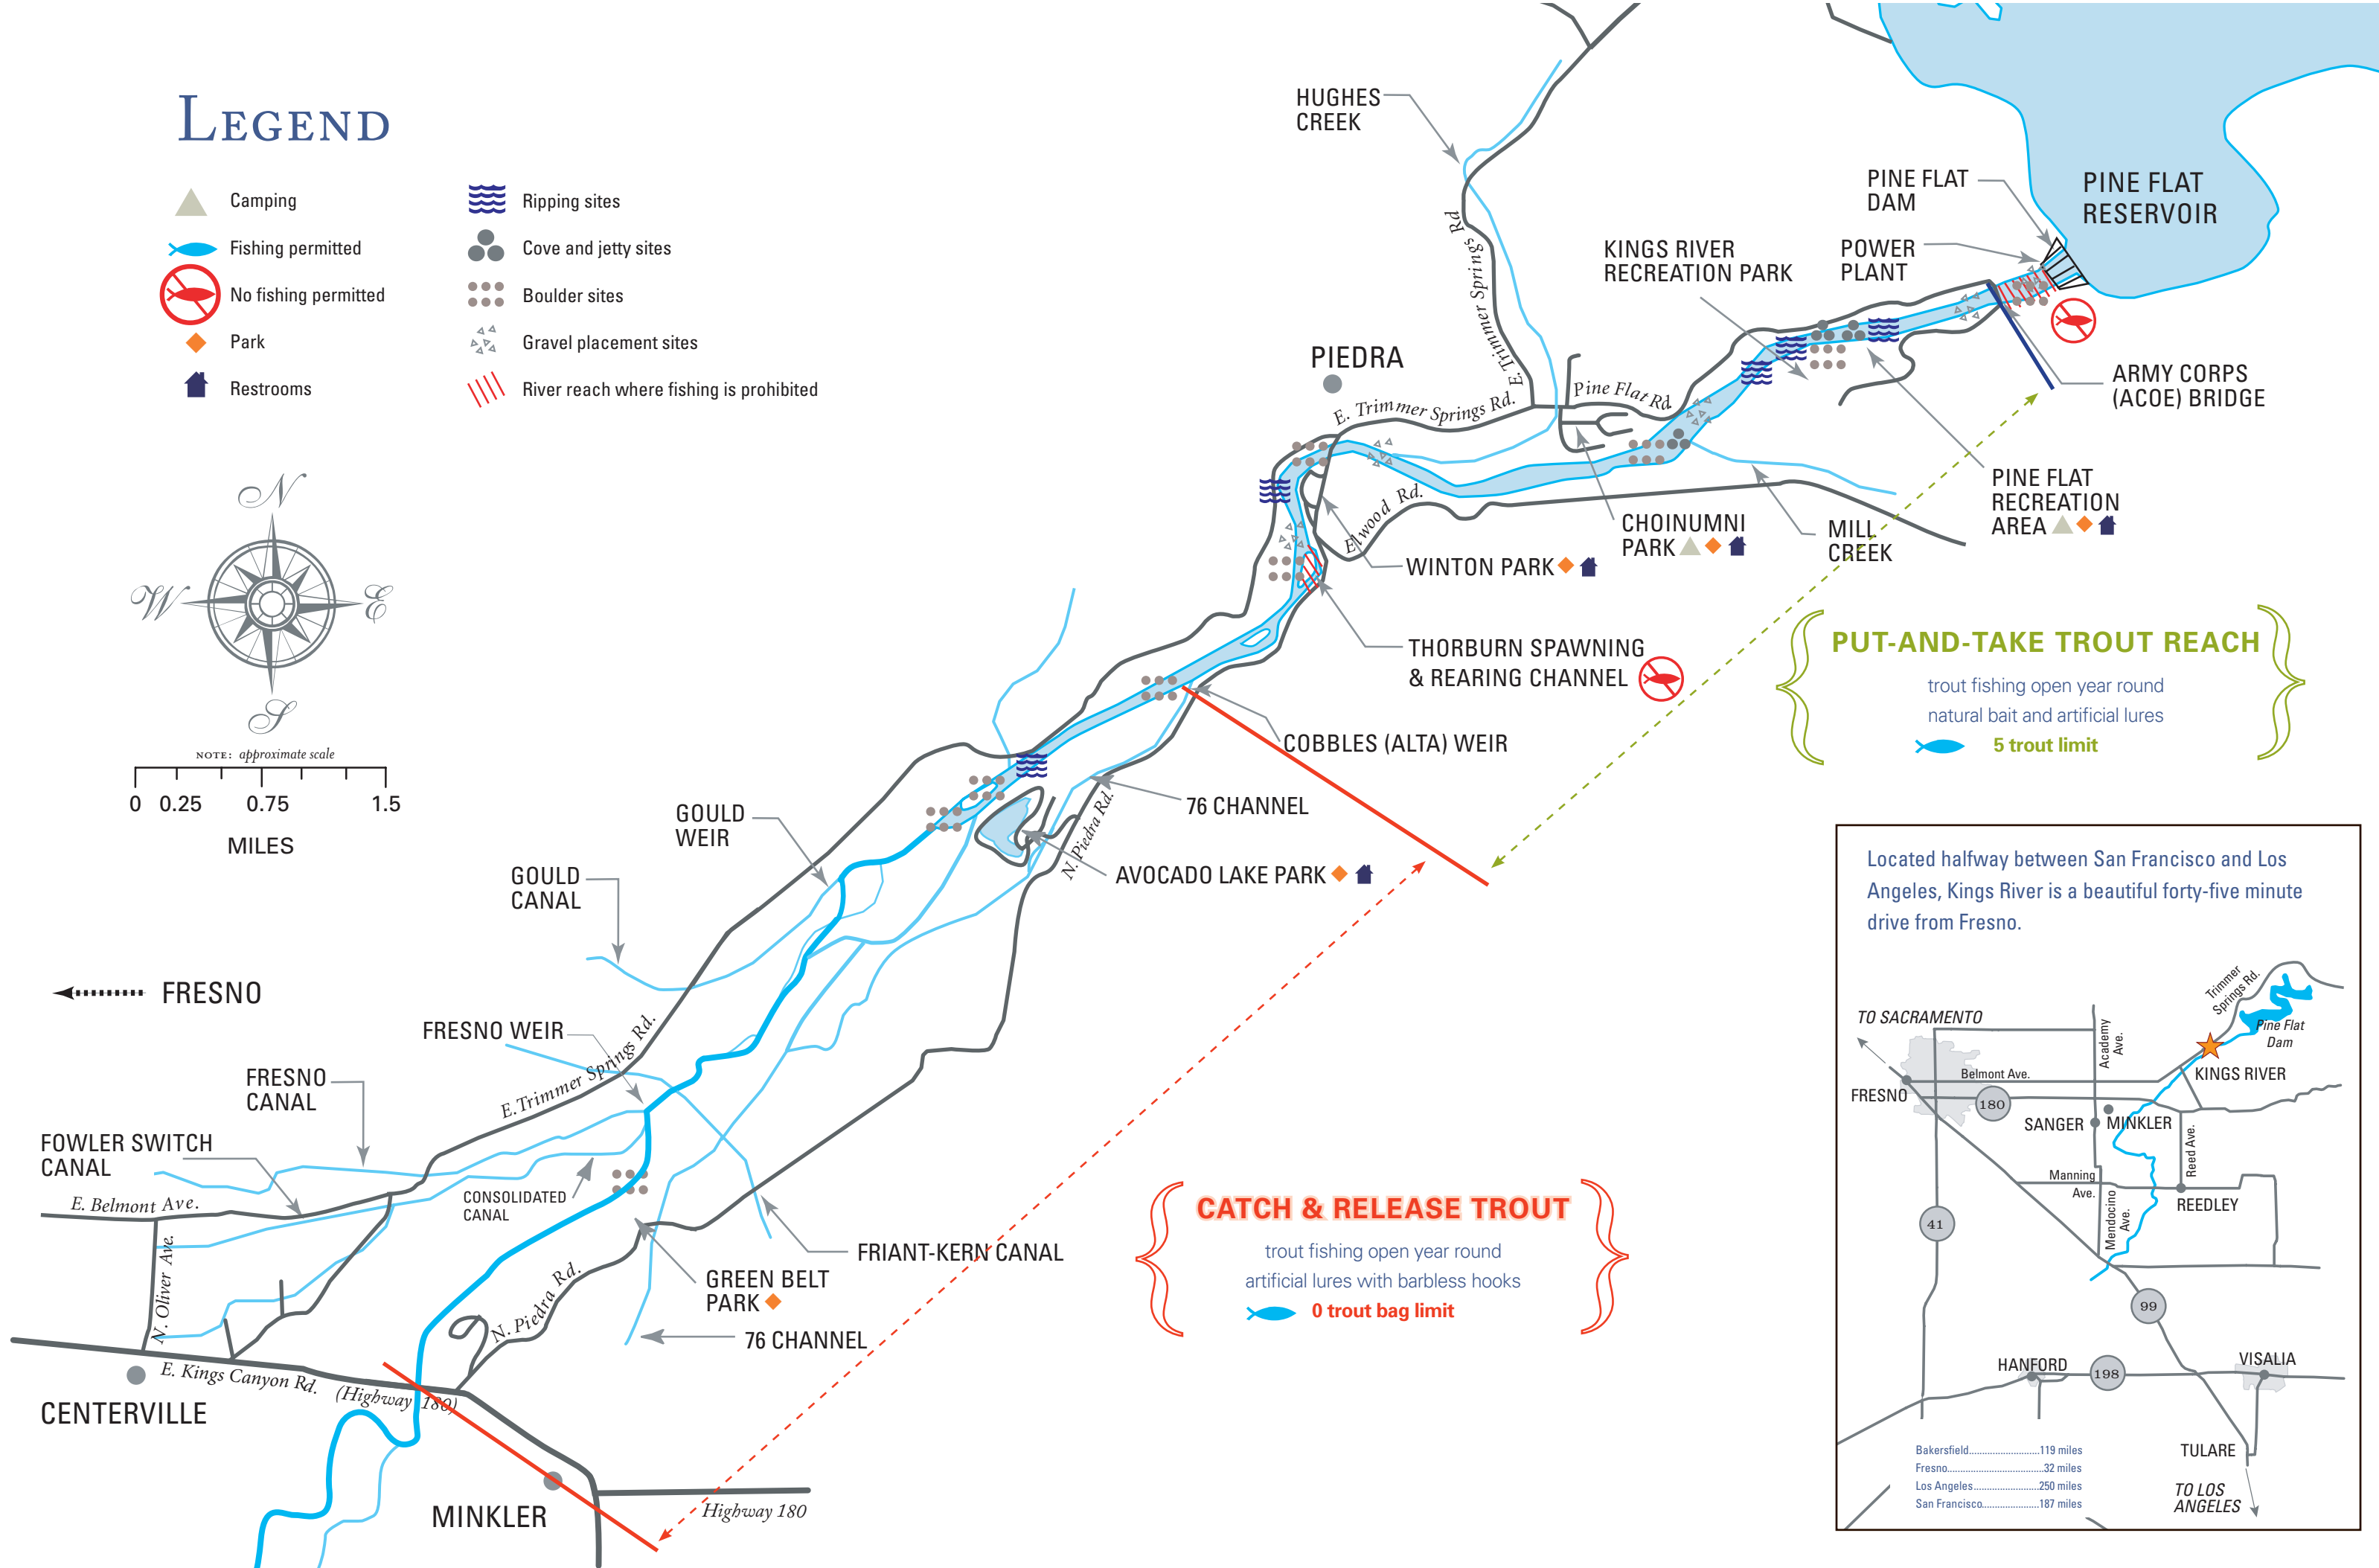 LEGEND
Camping
Fishing permitted
No fishing permitted
Park
Restrooms
Ripping sites
Cove and jetty sites
Boulder sites
Gravel placement sites
River reach where fishing is prohibited
N
W
E
S
NOTE: approximate scale
0 0.25 0.75 1.5
MILES
HUGHES
CREEK
E. Trimmer Springs Rd
PIEDRA
E. Trimmer Springs Rd.
Pine Flat Rd.
KINGS RIVER
RECREATION PARK
PINE FLAT
DAM
POWER
PLANT
PINE FLAT
RESERVOIR
ARMY CORPS
(ACOE) BRIDGE
PINE FLAT
RECREATION
AREA
MILL
CREEK
CHOINUMNI
PARK
Elwood Rd.
WINTON PARK
THORBURN SPAWNING
& REARING CHANNEL
COBBLES (ALTA) WEIR
76 CHANNEL
N. Piedra Rd.
AVOCADO LAKE PARK
PUT-AND-TAKE TROUT REACH
trout fishing open year round
natural bait and artificial lures
5 trout limit
GOULD
WEIR
GOULD
CANAL
FRESNO
FRESNO WEIR
E. Trimmer Springs Rd.
FRESNO
CANAL
FOWLER SWITCH
CANAL
E. Belmont Ave.
CONSOLIDATED
CANAL
N. Oliver Ave.
FRIANT-KERN CANAL
GREEN BELT
PARK
N. Piedra Rd.
76 CHANNEL
E. Kings Canyon Rd. (Highway 180)
CENTERVILLE
MINKLER
Highway 180
CATCH & RELEASE TROUT
trout fishing open year round
artificial lures with barbless hooks
0 trout bag limit
Located halfway between San Francisco and Los
Angeles, Kings River is a beautiful forty-five minute
drive from Fresno.
Trimmer
Springs Rd.
TO SACRAMENTO
Academy
Ave.
Pine Flat
Dam
Belmont Ave.
KINGS RIVER
FRESNO
180
SANGER
MINKLER
Reed Ave.
Manning
Ave.
Mendocino
Ave.
REEDLEY
41
99
HANFORD
198
VISALIA
TULARE
TO LOS
ANGELES
Bakersfield...........................119 miles
Fresno.....................................32 miles
Los Angeles.........................250 miles
San Francisco......................187 miles